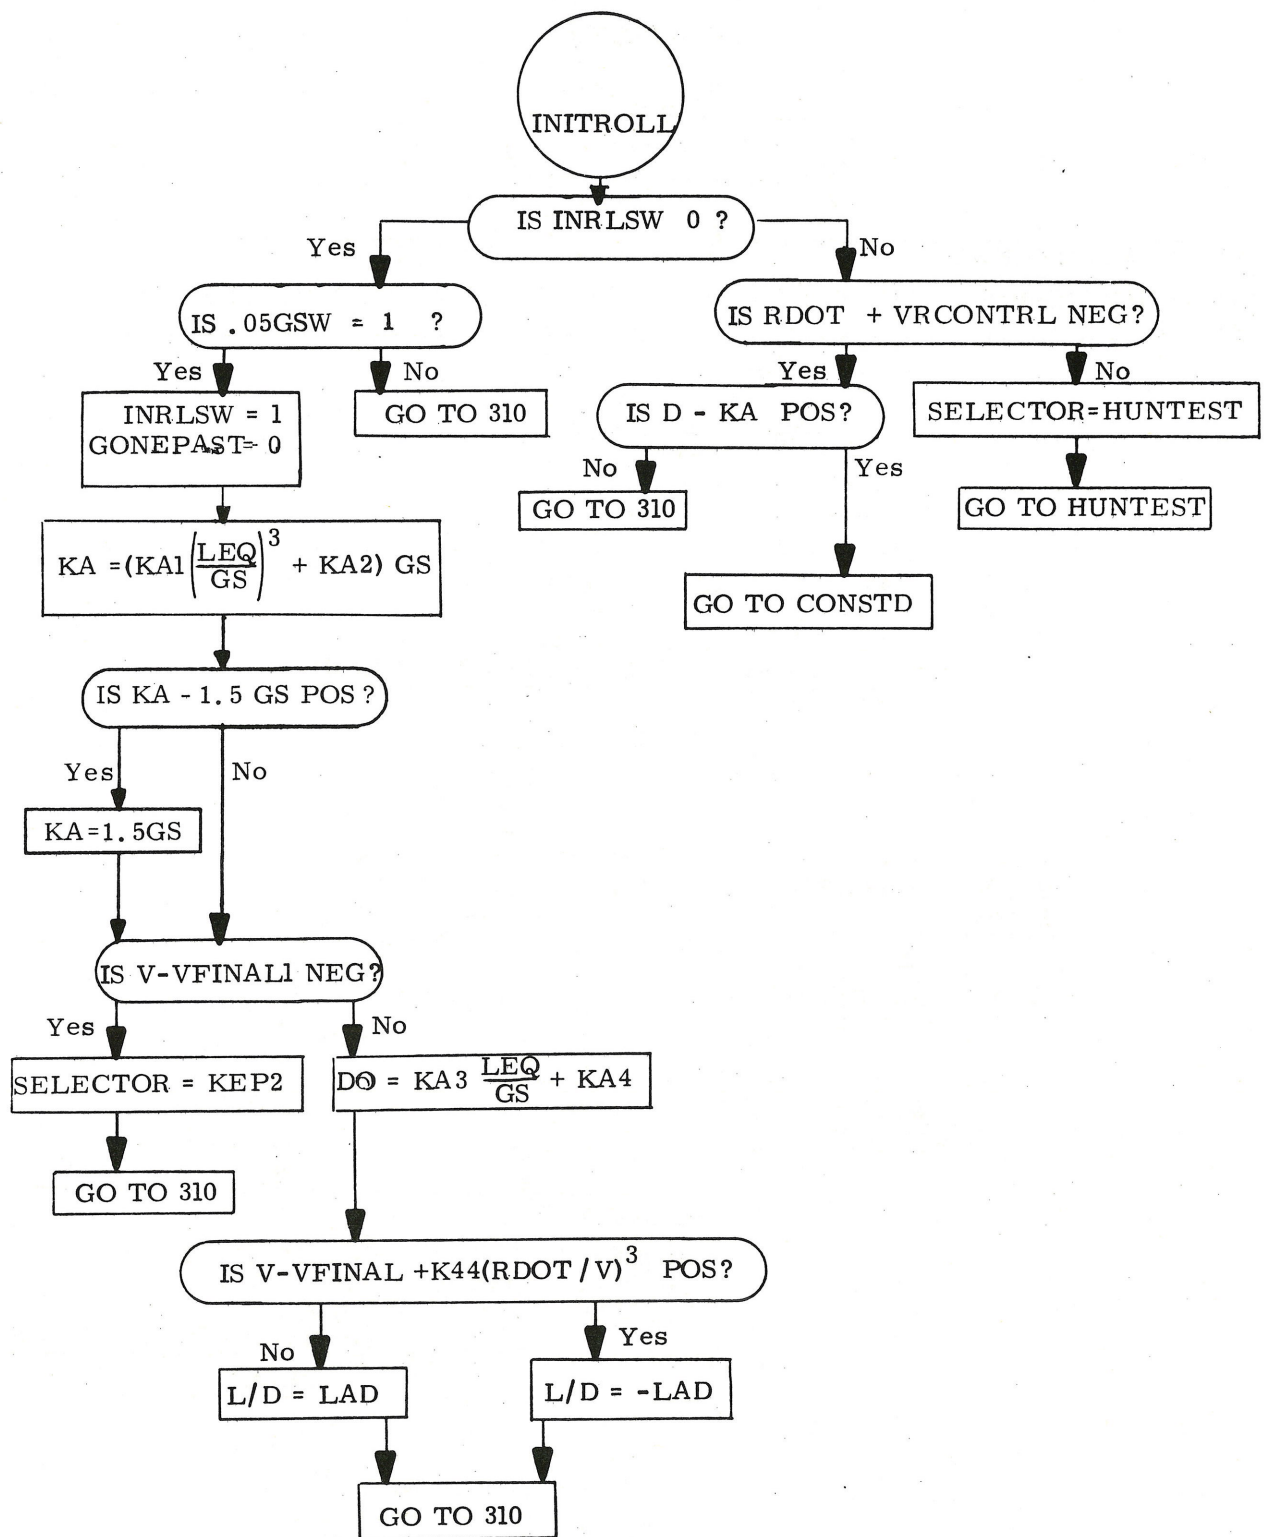 INITROLL
IS INRLSW 0 ?
Yes
No
IS .05GSW = 1 ?
IS RDOT + VRCONTRL NEG?
Yes
No
Yes
No
INRLSW = 1
GONEPAST= 0
GO TO 310
IS D - KA POS?
SELECTOR=HUNTEST
No
Yes
GO TO 310
GO TO HUNTEST
KA =(KA1(LEQ/GS)^3 + KA2) GS
GO TO CONSTD
IS KA - 1.5 GS POS ?
Yes
No
KA=1.5GS
IS V-VFINAL1 NEG?
Yes
No
SELECTOR = KEP2
D0 = KA3 LEQ/GS + KA4
GO TO 310
IS V-VFINAL +K44(RDOT/V)^3 POS?
No
Yes
L/D = LAD
L/D = -LAD
GO TO 310